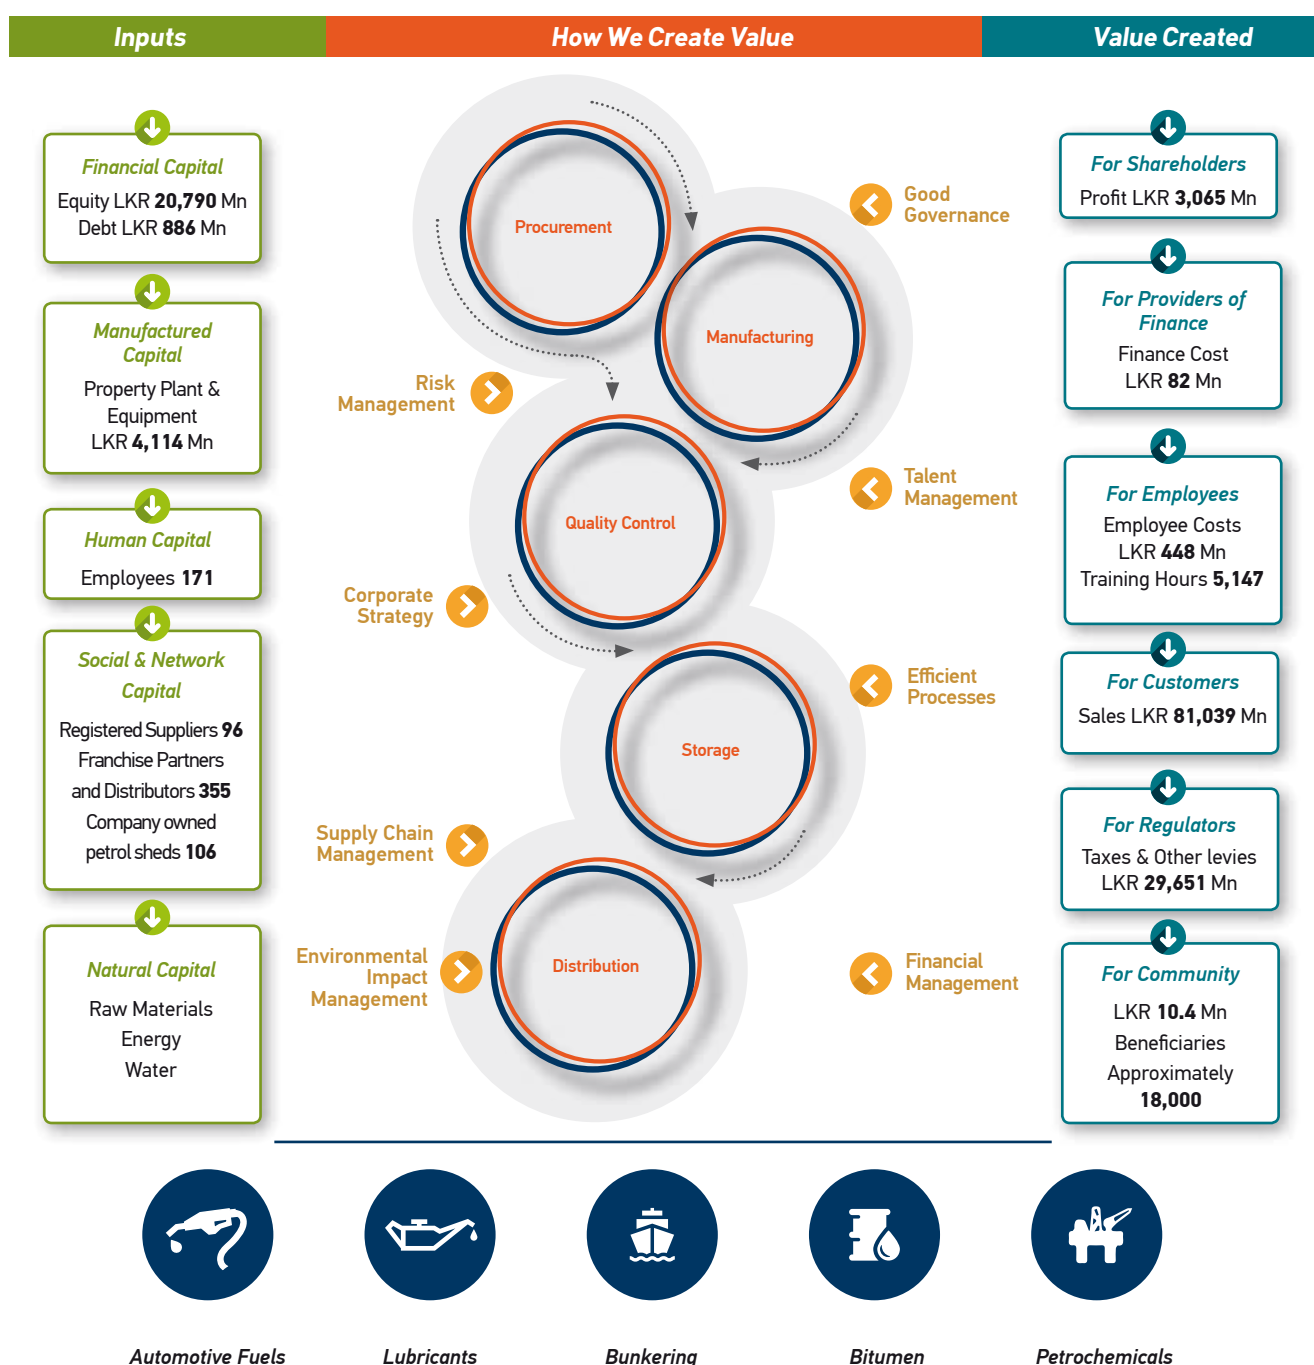 Inputs
How We Create Value
Value Created
Financial Capital
Equity LKR 20,790 Mn
Debt LKR 886 Mn
Manufactured
Capital
Property Plant &
Equipment
LKR 4,114 Mn
Human Capital
Employees 171
Social & Network
Capital
Registered Suppliers 96
Franchise Partners
and Distributors 355
Company owned
petrol sheds 106
Natural Capital
Raw Materials
Energy
Water
Procurement
Manufacturing
Quality Control
Storage
Distribution
Risk
Management
Corporate
Strategy
Supply Chain
Management
Environmental
Impact
Management
Good
Governance
Talent
Management
Efficient
Processes
Financial
Management
For Shareholders
Profit LKR 3,065 Mn
For Providers of
Finance
Finance Cost
LKR 82 Mn
For Employees
Employee Costs
LKR 448 Mn
Training Hours 5,147
For Customers
Sales LKR 81,039 Mn
For Regulators
Taxes & Other levies
LKR 29,651 Mn
For Community
LKR 10.4 Mn
Beneficiaries
Approximately
18,000
Automotive Fuels
Lubricants
Bunkering
Bitumen
Petrochemicals